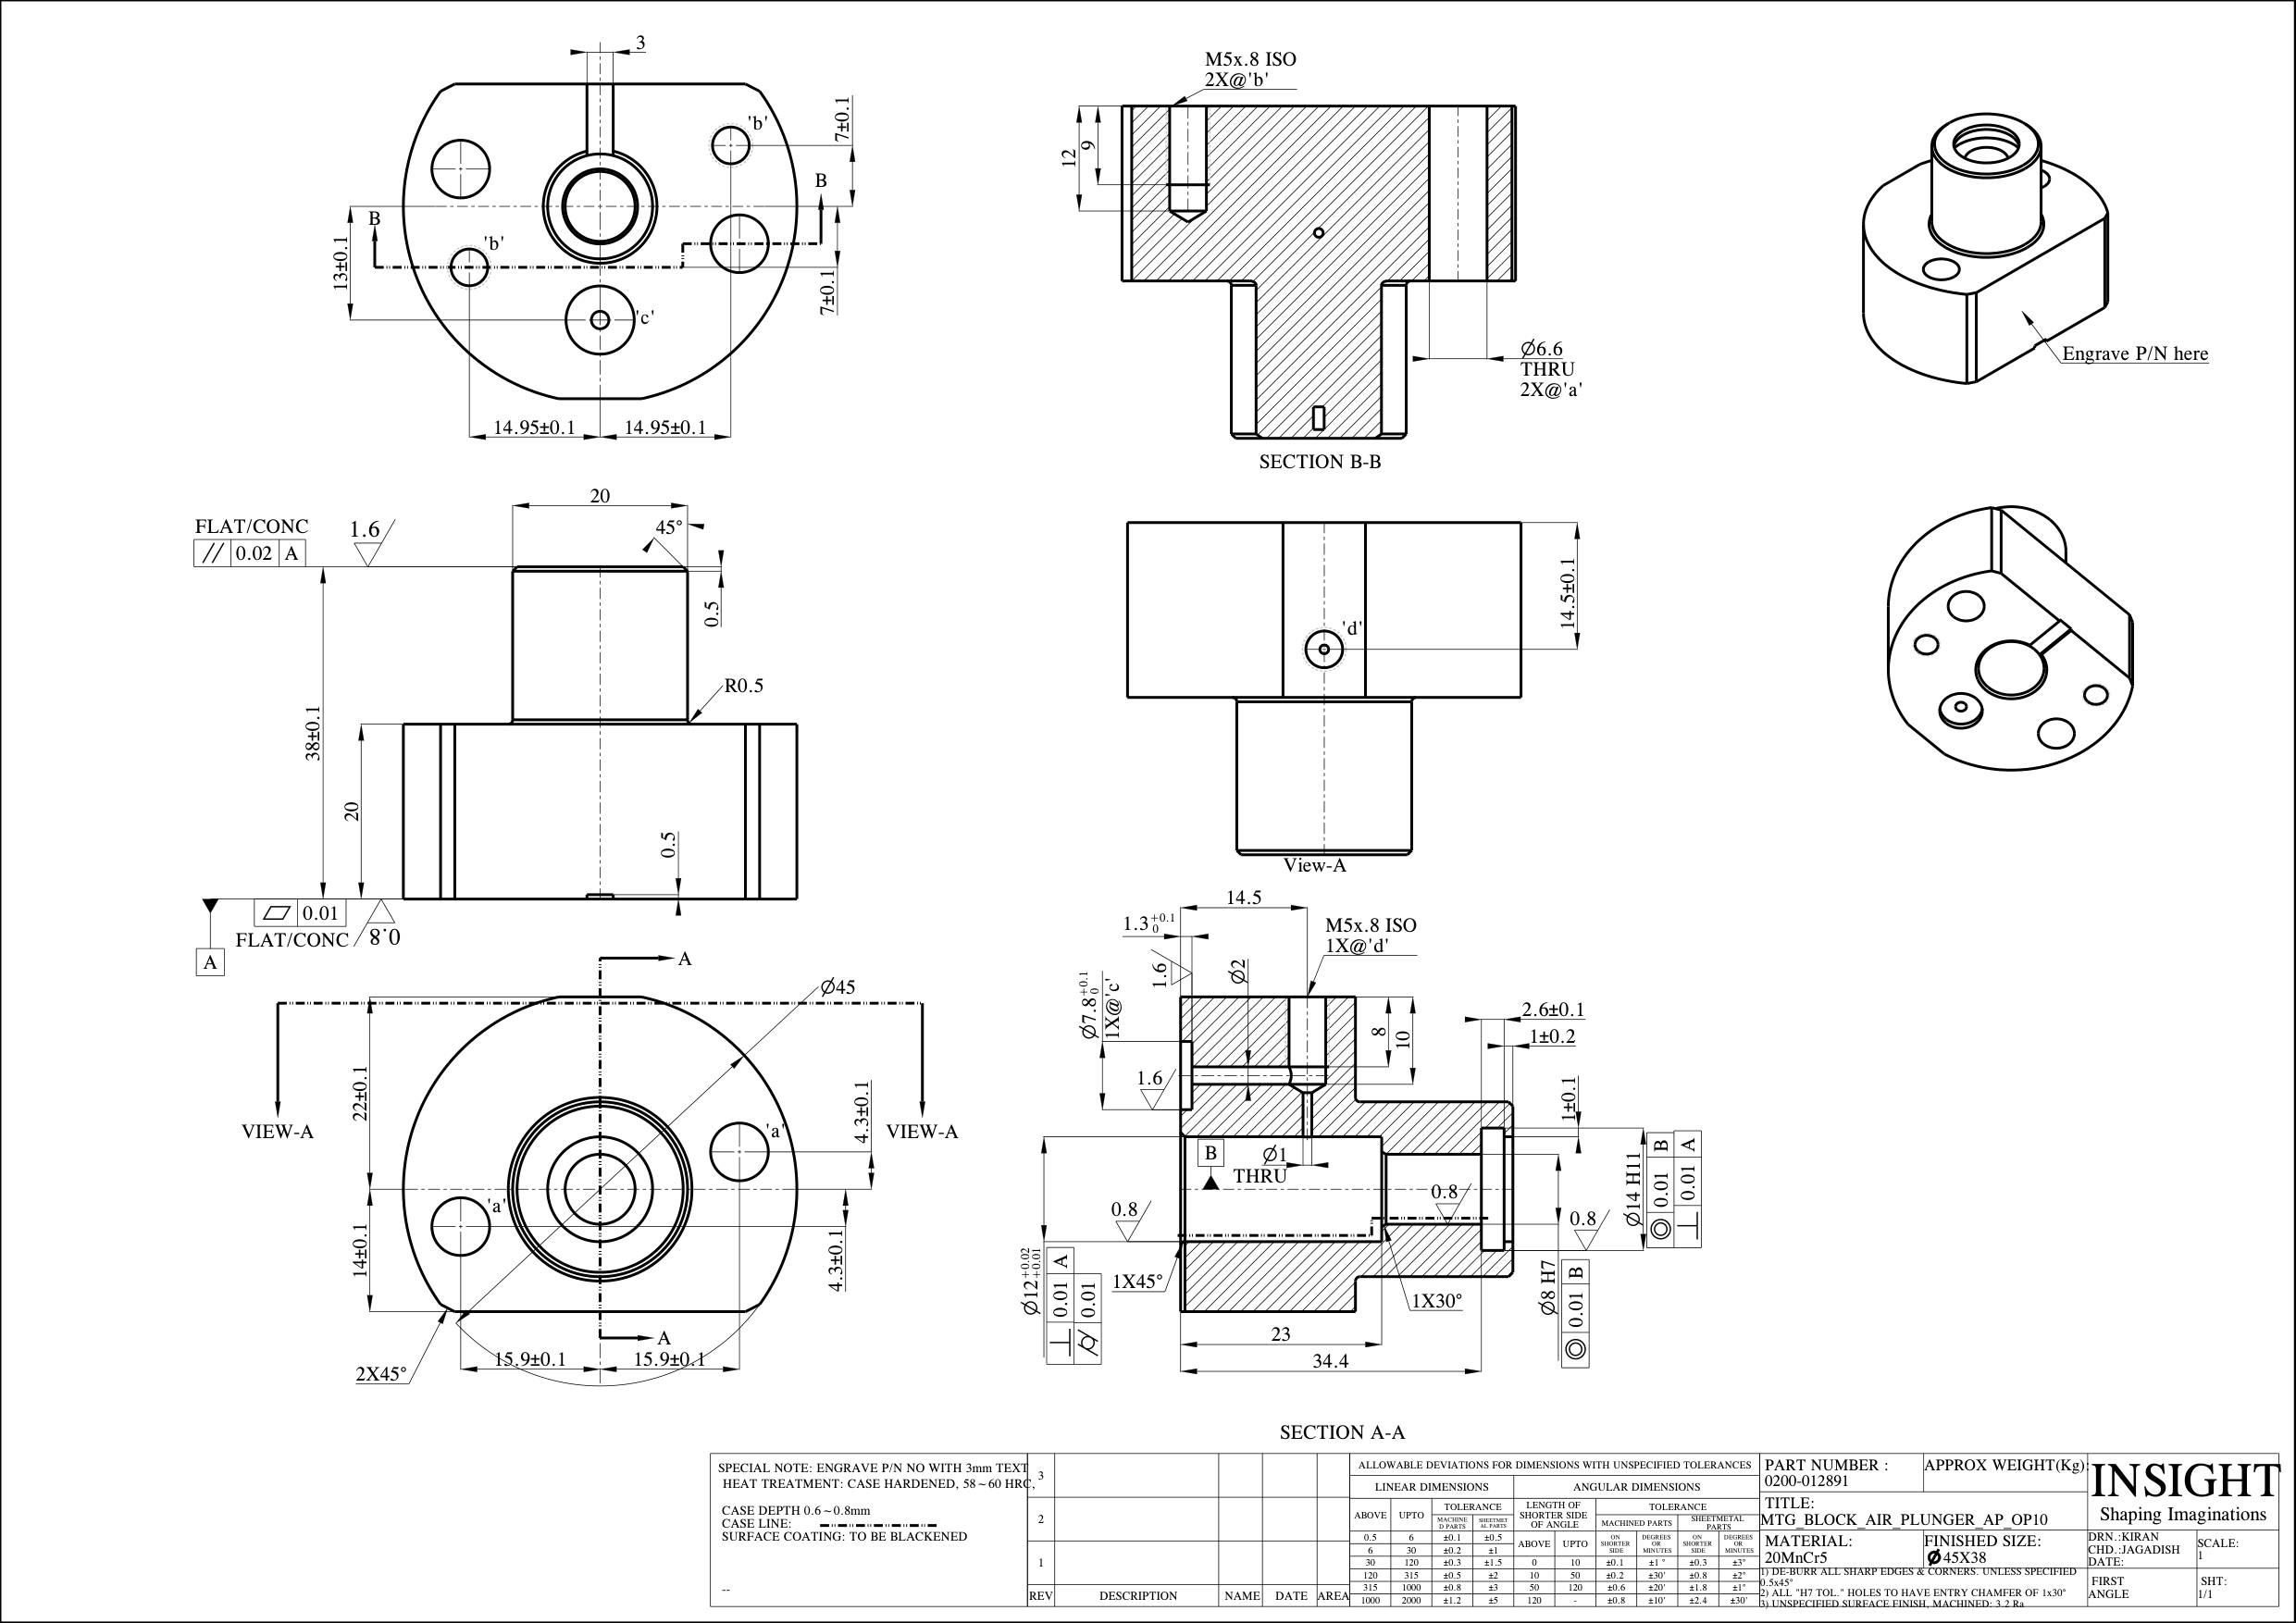 3
7±0.1
'b'
B
B
'b'
13±0.1
7±0.1
'c'
14.95±0.1
14.95±0.1
M5x.8 ISO
2X@'b'
12
9
Ø6.6
THRU
2X@'a'
SECTION B-B
Engrave P/N here
20
FLAT/CONC
1.6
45°
// 0.02 A
0.5
R0.5
38±0.1
20
0.5
0.01
FLAT/CONC
0.8
A
14.5±0.1
'd'
View-A
A
Ø45
22±0.1
4.3±0.1
VIEW-A
VIEW-A
'a'
'a'
14±0.1
4.3±0.1
A
15.9±0.1
15.9±0.1
2X45°
14.5
1.3 +0.1 0
M5x.8 ISO
1X@'d'
1.6
Ø2
Ø7.8 +0.1 0
1X@'c'
2.6±0.1
8
10
1±0.2
1.6
1±0.1
B
Ø1
THRU
Ø14 H11
◎ 0.01 B
⊥ 0.01 A
0.8
0.8
0.8
Ø12 +0.02 +0.01
⊥ 0.01 A
⌭ 0.01
1X45°
1X30°
Ø8 H7
◎ 0.01 B
23
34.4
SECTION A-A
SPECIAL NOTE: ENGRAVE P/N NO WITH 3mm TEXT
HEAT TREATMENT: CASE HARDENED, 58~60 HRC,
CASE DEPTH 0.6~0.8mm
CASE LINE:
SURFACE COATING: TO BE BLACKENED
--
3
2
1
REV DESCRIPTION NAME DATE AREA
ALLOWABLE DEVIATIONS FOR DIMENSIONS WITH UNSPECIFIED TOLERANCES
LINEAR DIMENSIONS ANGULAR DIMENSIONS
ABOVE UPTO TOLERANCE LENGTH OF SHORTER SIDE OF ANGLE TOLERANCE
MACHINE D PARTS SHEETMET AL PARTS MACHINED PARTS SHEETMETAL PARTS
ABOVE UPTO ON SHORTER SIDE DEGREES OR MINUTES ON SHORTER SIDE DEGREES OR MINUTES
0.5 6 ±0.1 ±0.5
6 30 ±0.2 ±1
30 120 ±0.3 ±1.5 0 10 ±0.1 ±1° ±0.3 ±3°
120 315 ±0.5 ±2 10 50 ±0.2 ±30' ±0.8 ±2°
315 1000 ±0.8 ±3 50 120 ±0.6 ±20' ±1.8 ±1°
1000 2000 ±1.2 ±5 120 - ±0.8 ±10' ±2.4 ±30'
PART NUMBER :
0200-012891
APPROX WEIGHT(Kg):
TITLE:
MTG_BLOCK_AIR_PLUNGER_AP_OP10
MATERIAL:
20MnCr5
FINISHED SIZE:
Ø45X38
1) DE-BURR ALL SHARP EDGES & CORNERS. UNLESS SPECIFIED
0.5x45°
2) ALL "H7 TOL." HOLES TO HAVE ENTRY CHAMFER OF 1x30°
3) UNSPECIFIED SURFACE FINISH, MACHINED: 3.2 Ra
INSIGHT
Shaping Imaginations
DRN.:KIRAN
CHD.:JAGADISH
DATE:
SCALE:
1
FIRST
ANGLE
SHT:
1/1